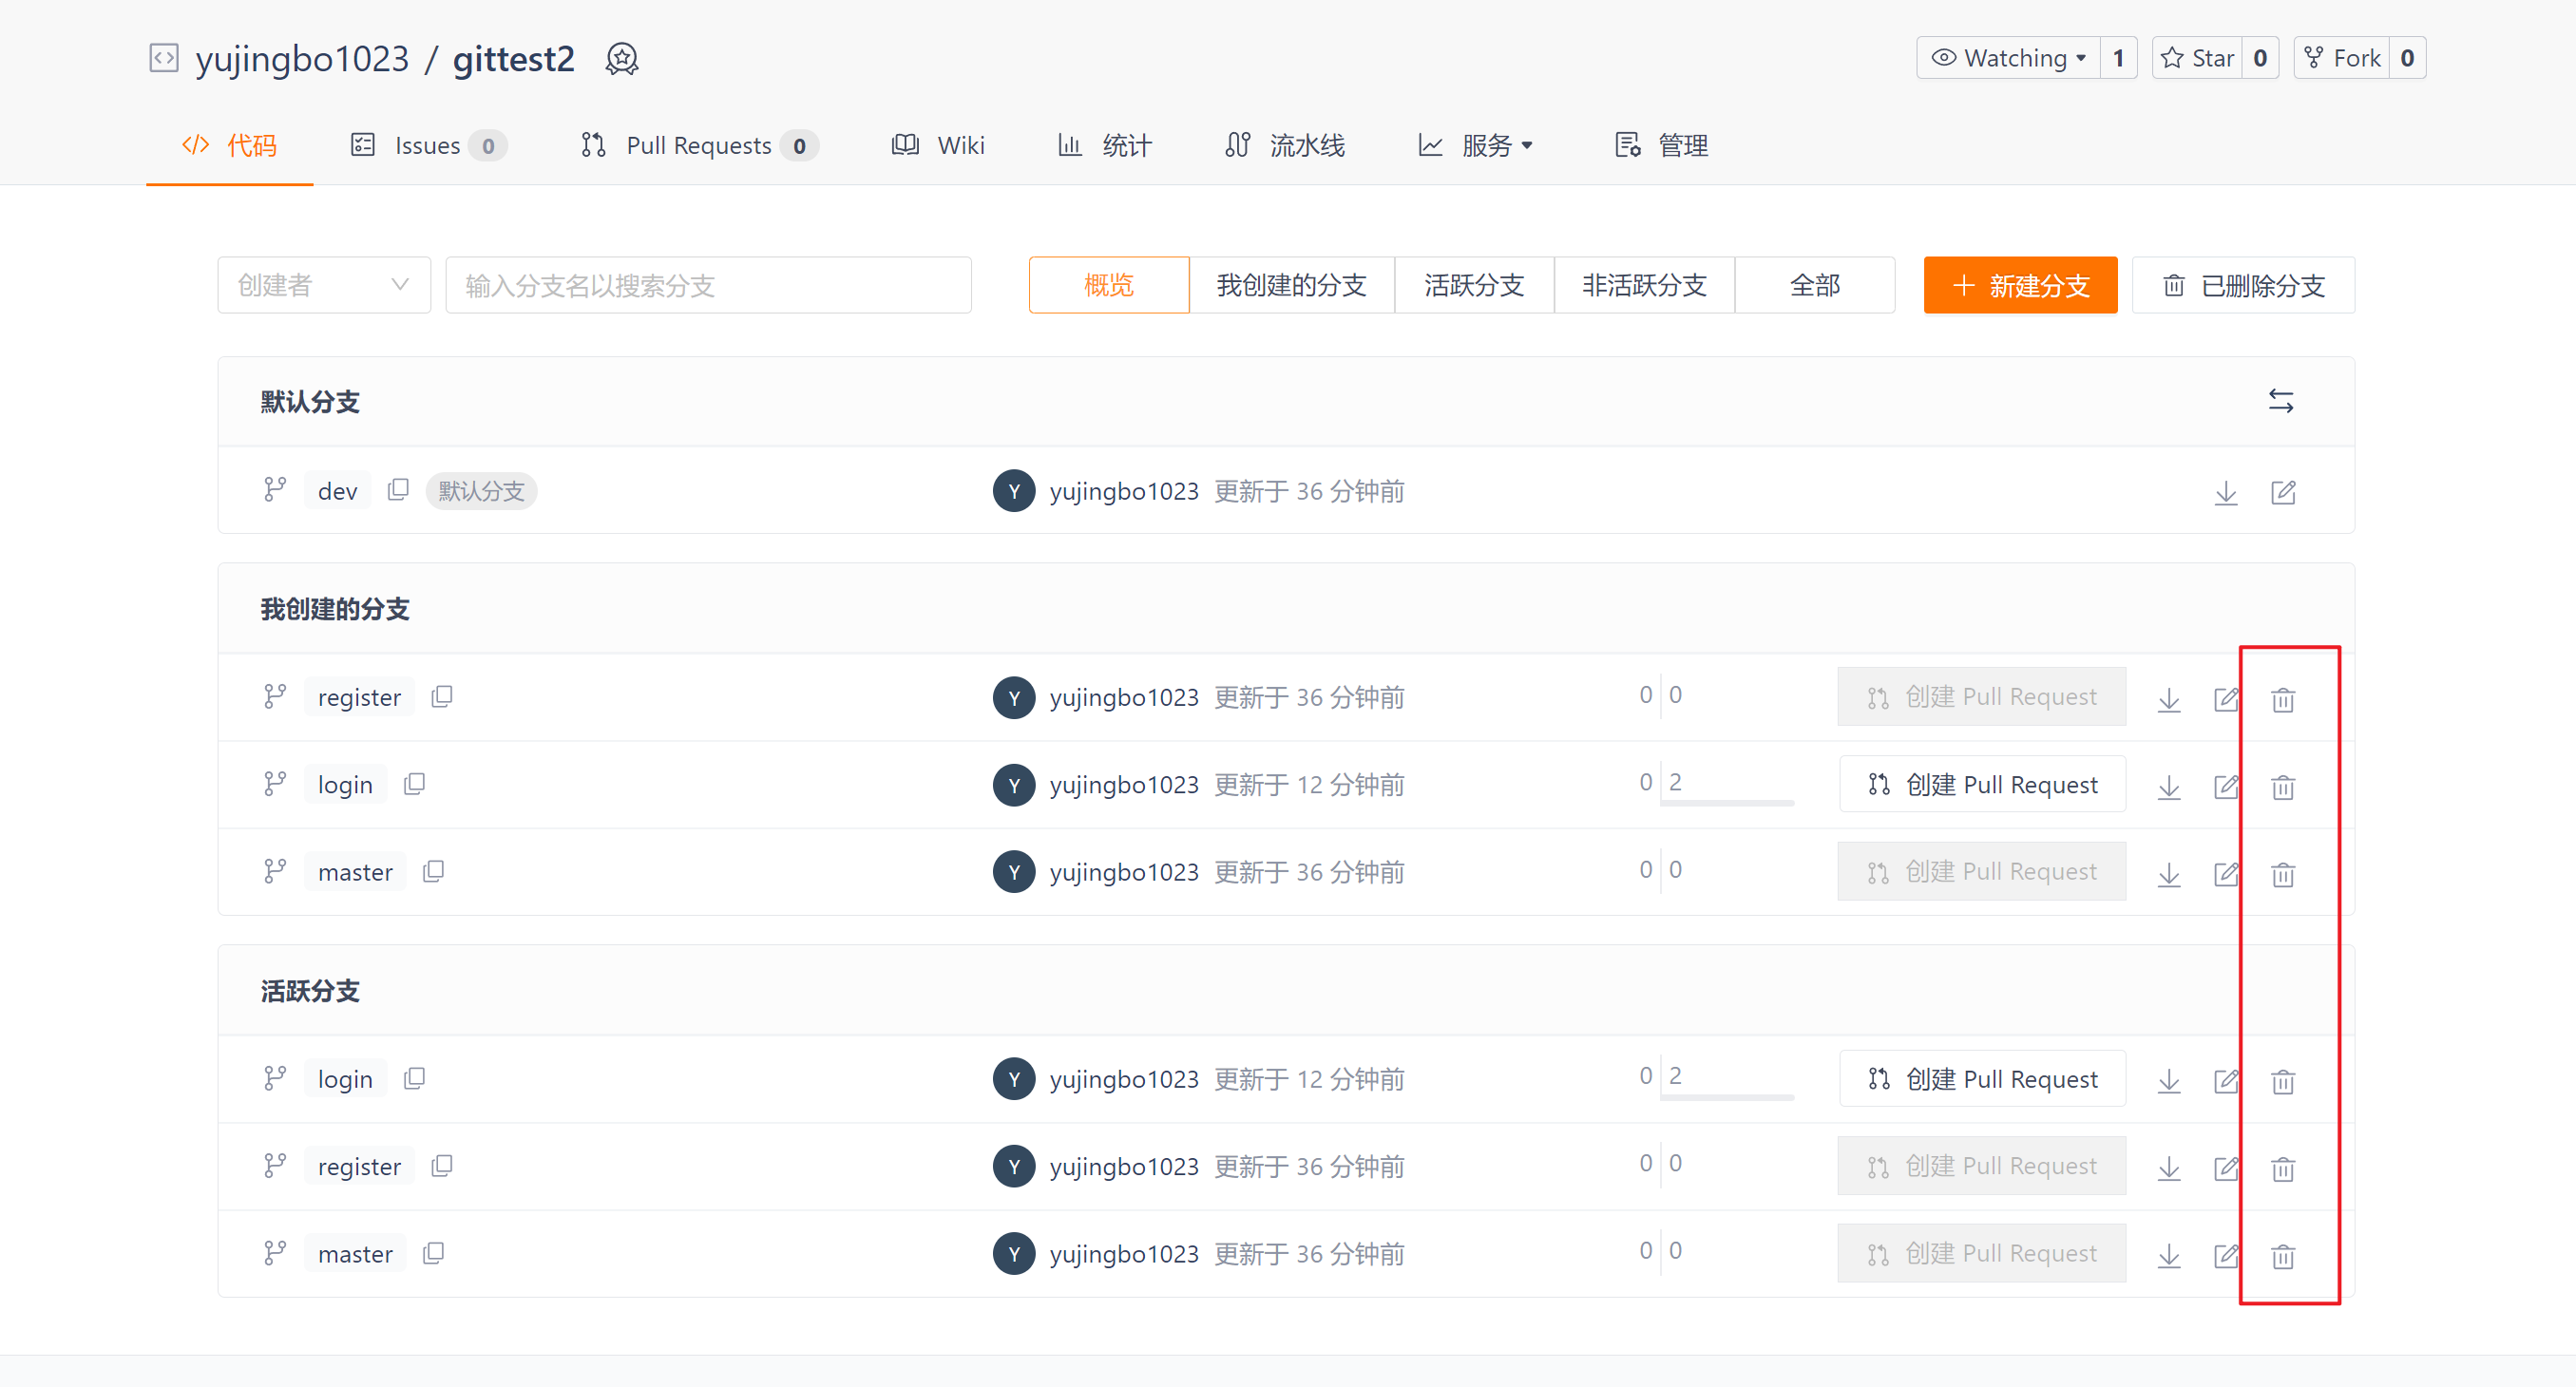 yujingbo1023 / gittest2
Watching 1 Star 0 Fork 0
代码 Issues 0 Pull Requests 0 Wiki 统计 流水线 服务 管理
创建者 输入分支名以搜索分支 概览 我创建的分支 活跃分支 非活跃分支 全部 + 新建分支 已删除分支
默认分支
dev 默认分支 Y yujingbo1023 更新于 36 分钟前
我创建的分支
register Y yujingbo1023 更新于 36 分钟前 0 0 创建 Pull Request
login Y yujingbo1023 更新于 12 分钟前 0 2 创建 Pull Request
master Y yujingbo1023 更新于 36 分钟前 0 0 创建 Pull Request
活跃分支
login Y yujingbo1023 更新于 12 分钟前 0 2 创建 Pull Request
register Y yujingbo1023 更新于 36 分钟前 0 0 创建 Pull Request
master Y yujingbo1023 更新于 36 分钟前 0 0 创建 Pull Request